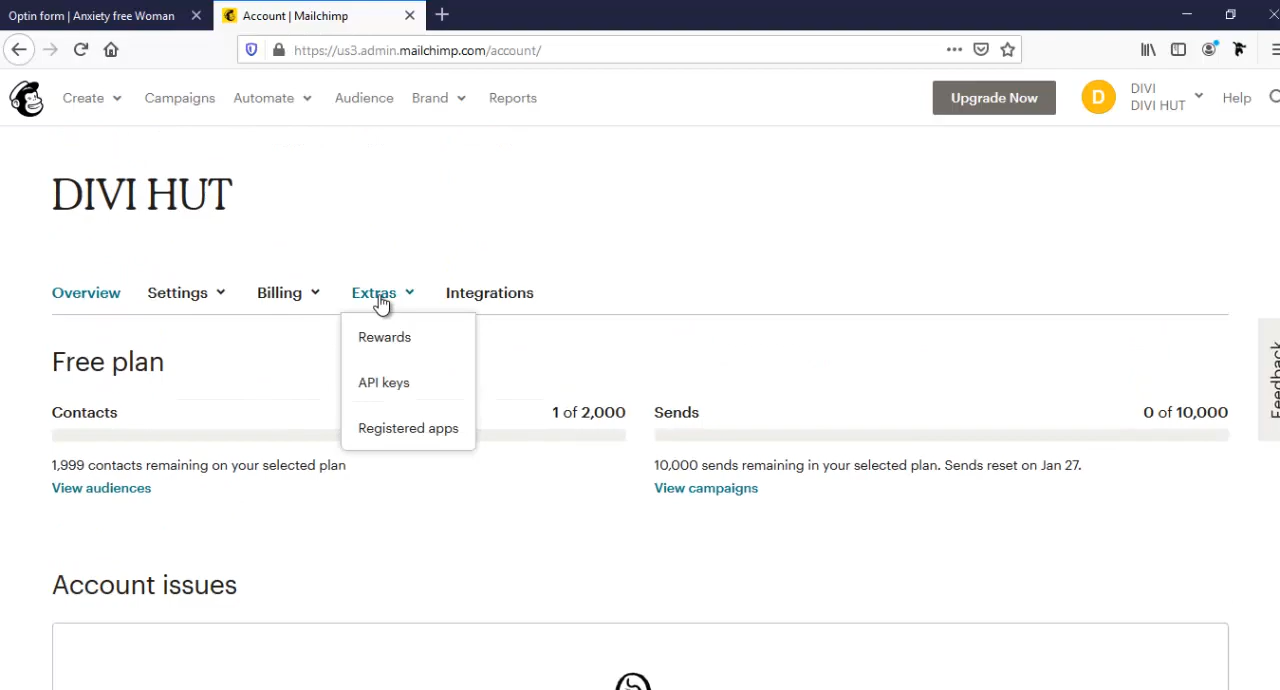 Optin form | Anxiety free Woman
Account | Mailchimp
https://us3.admin.mailchimp.com/account/
Create
Campaigns
Automate
Audience
Brand
Reports
Upgrade Now
D
DIVI
DIVI HUT
Help
DIVI HUT
Overview
Settings
Billing
Extras
Integrations
Rewards
API keys
Registered apps
Free plan
Contacts
1 of 2,000
Sends
0 of 10,000
1,999 contacts remaining on your selected plan
10,000 sends remaining in your selected plan. Sends reset on Jan 27.
View audiences
View campaigns
Feedback
Account issues